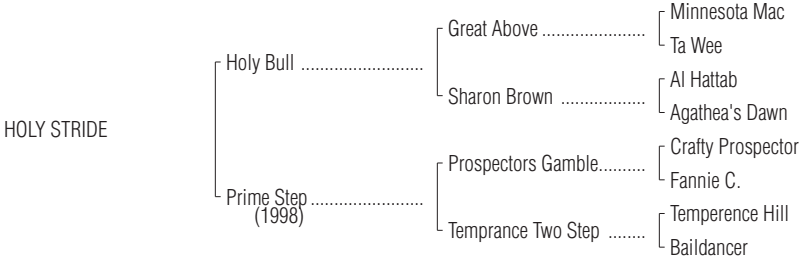 Minnesota Mac
Great Above ......................
Ta Wee
Holy Bull ..........................
Al Hattab
Sharon Brown ..................
Agathea's Dawn
HOLY STRIDE
Crafty Prospector
Prospectors Gamble..........
Fannie C.
Prime Step ........................
(1998)
Temperence Hill
Temprance Two Step ........
Baildancer